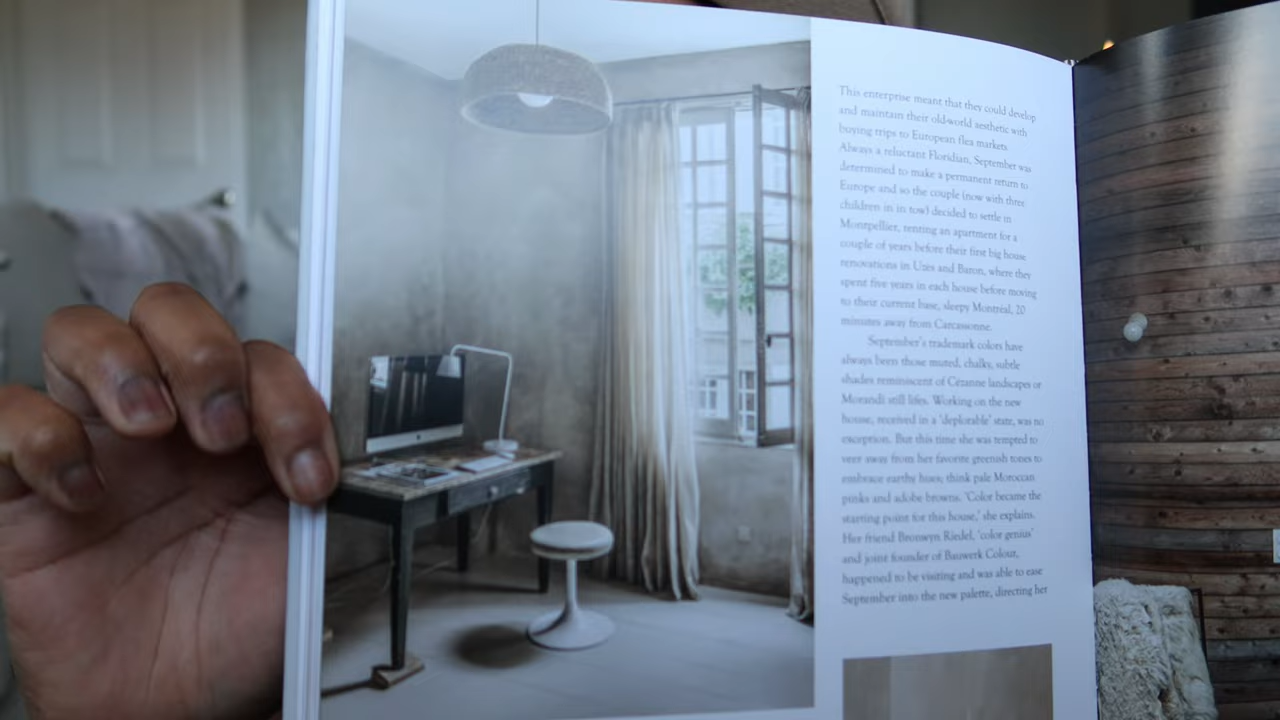 This enterprise meant that they could develop
and maintain their old-world aesthetic with
buying trips to European flea markets.
Always a reluctant Floridian, September was
determined to make a permanent return to
Europe and so the couple (now with three
children in in tow) decided to settle in
Montpellier, renting an apartment for a
couple of years before their first big house
renovations in Uzes and Baron, where they
spent five years in each house before moving
to their current base, sleepy Montréal, 20
minutes away from Carcassonne.
September's trademark colors have
always been those muted, chalky, subtle
shades reminiscent of Cézanne landscapes or
Morandi still lifes. Working on the new
house, received in a 'deplorable' state, was no
exception. But this time she was tempted to
veer away from her favorite greenish tones to
embrace earthy hues; think pale Moroccan
pinks and adobe browns. 'Color became the
starting point for this house,' she explains.
Her friend Bronwyn Riedel, 'color genius'
and joint founder of Bauwerk Colour,
happened to be visiting and was able to ease
September into the new palette, directing her